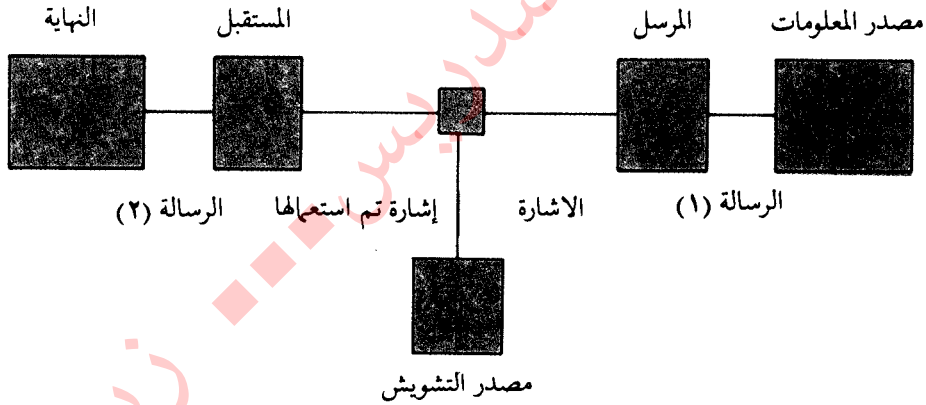 مصدر المعلومات المرسل المستقبل النهاية
الرسالة (١) الاشارة إشارة تم استعمالها الرسالة (٢)
مصدر التشويش